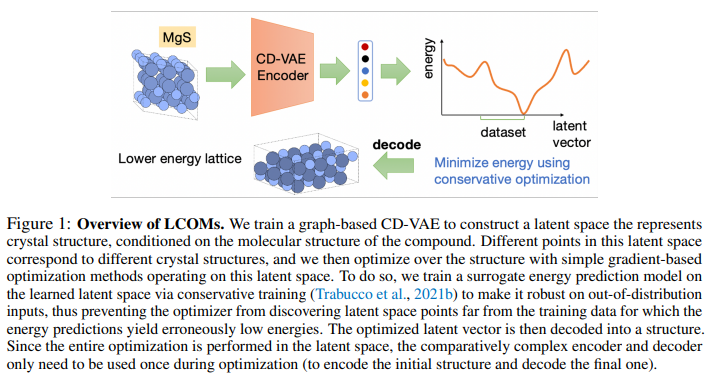 MgS
CD-VAE
Encoder
energy
dataset
latent
vector
Lower energy lattice
decode
Minimize energy using
conservative optimization
Figure 1: Overview of LCOMs. We train a graph-based CD-VAE to construct a latent space the represents
crystal structure, conditioned on the molecular structure of the compound. Different points in this latent space
correspond to different crystal structures, and we then optimize over the structure with simple gradient-based
optimization methods operating on this latent space. To do so, we train a surrogate energy prediction model on
the learned latent space via conservative training (Trabucco et al., 2021b) to make it robust on out-of-distribution
inputs, thus preventing the optimizer from discovering latent space points far from the training data for which the
energy predictions yield erroneously low energies. The optimized latent vector is then decoded into a structure.
Since the entire optimization is performed in the latent space, the comparatively complex encoder and decoder
only need to be used once during optimization (to encode the initial structure and decode the final one).